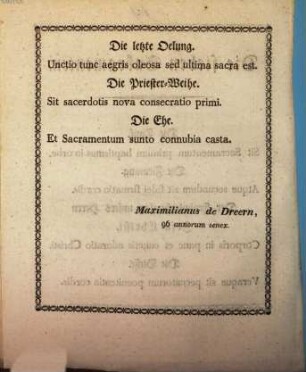 Die letzte Oelung.
Unctio tunc aegris oleosa sed ultima sacra est.
Die Priester-Weihe.
Sit sacerdotis nova consecratio primi.
Die Ehe.
Et Sacramentum sunto connubia casta.
Maximilianus de Dreern,
96 annorum senex.